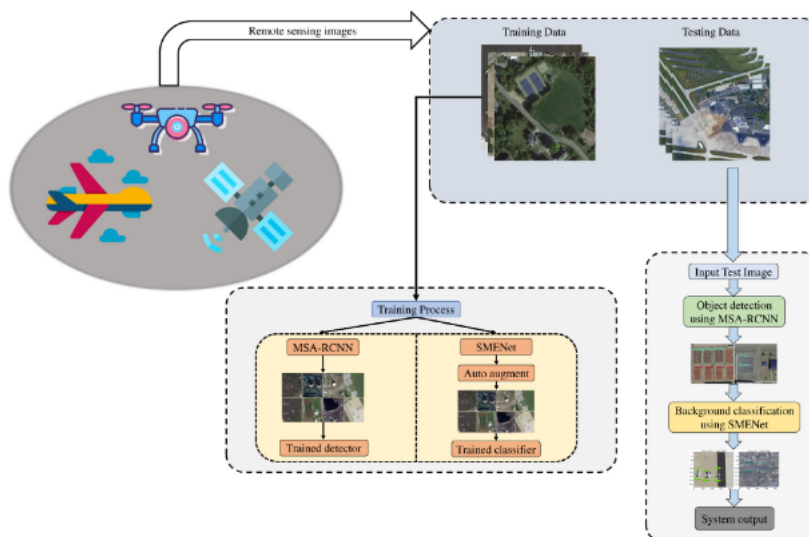 Remote sensing images
Training Data
Testing Data
Training Process
MSA-RCNN
Trained detector
SMENet
Auto augment
Trained classifier
Input Test Image
Object detection
using MSA-RCNN
Background classification
using SMENet
System output